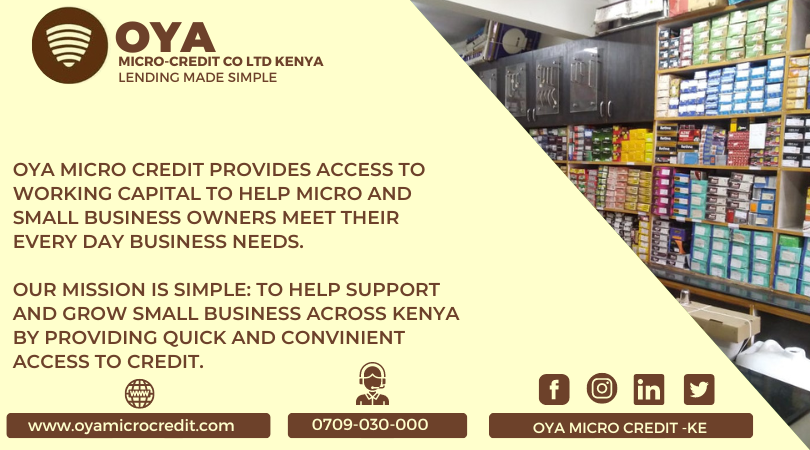 OYA
MICRO-CREDIT CO LTD KENYA
LENDING MADE SIMPLE
OYA MICRO CREDIT PROVIDES ACCESS TO
WORKING CAPITAL TO HELP MICRO AND
SMALL BUSINESS OWNERS MEET THEIR
EVERY DAY BUSINESS NEEDS.
OUR MISSION IS SIMPLE: TO HELP SUPPORT
AND GROW SMALL BUSINESS ACROSS KENYA
BY PROVIDING QUICK AND CONVINIENT
ACCESS TO CREDIT.
www.oyamicrocredit.com
0709-030-000
OYA MICRO CREDIT -KE